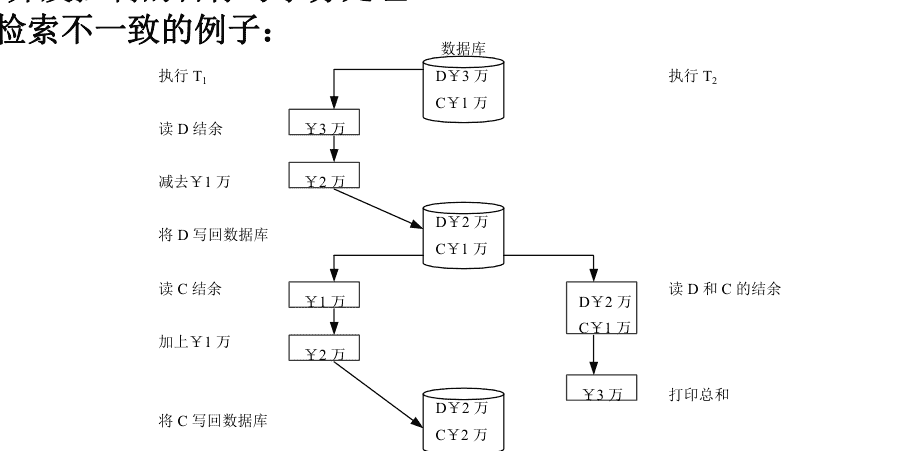 检索不一致的例子：
数据库
执行 T1
D￥3 万
执行 T2
C￥1 万
读 D 结余
￥3 万
减去￥1 万
￥2 万
D￥2 万
将 D 写回数据库
C￥1 万
读 C 结余
￥1 万
D￥2 万
读 D 和 C 的结余
C￥1 万
加上￥1 万
￥2 万
￥3 万
打印总和
D￥2 万
将 C 写回数据库
C￥2 万